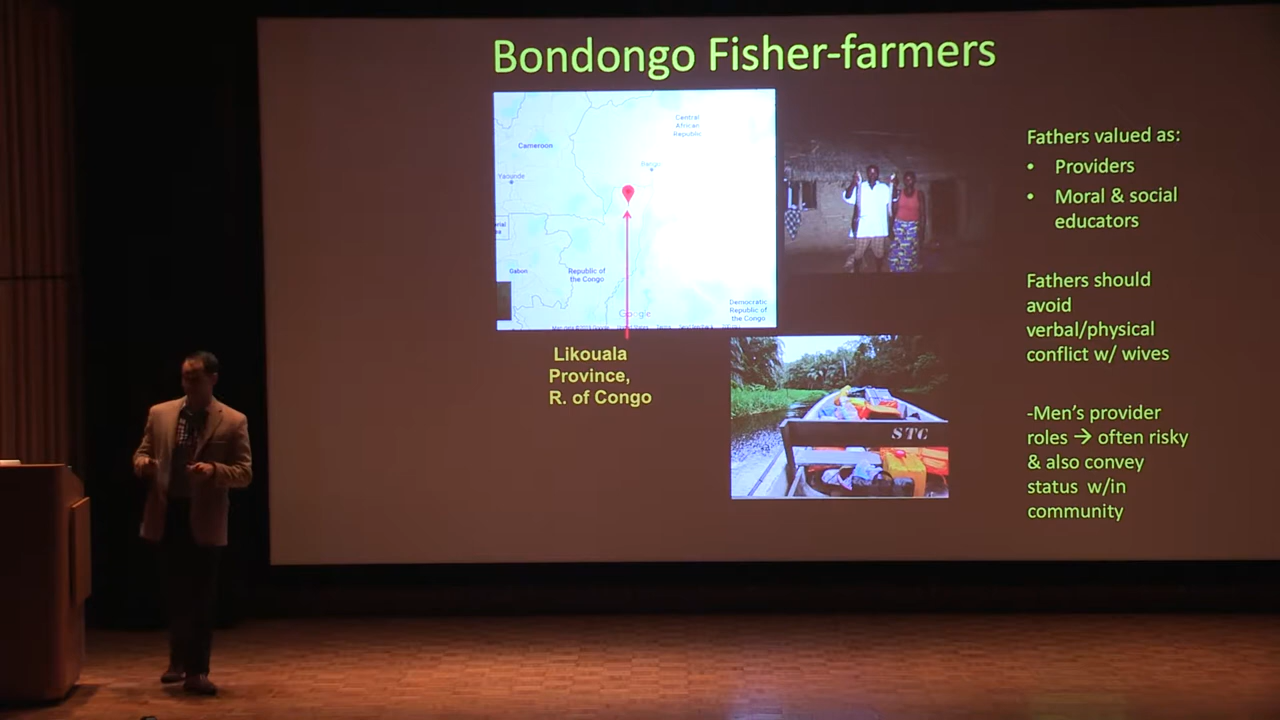 Bondongo Fisher-farmers
Central
African
Republic
Cameroon
Bangui
Yaounde
Gabon
Republic of
the Congo
Democratic
Republic of
the Congo
Google
Likouala
Province,
R. of Congo
STC
Fathers valued as:
• Providers
• Moral & social
educators
Fathers should
avoid
verbal/physical
conflict w/ wives
-Men's provider
roles → often risky
& also convey
status w/in
community